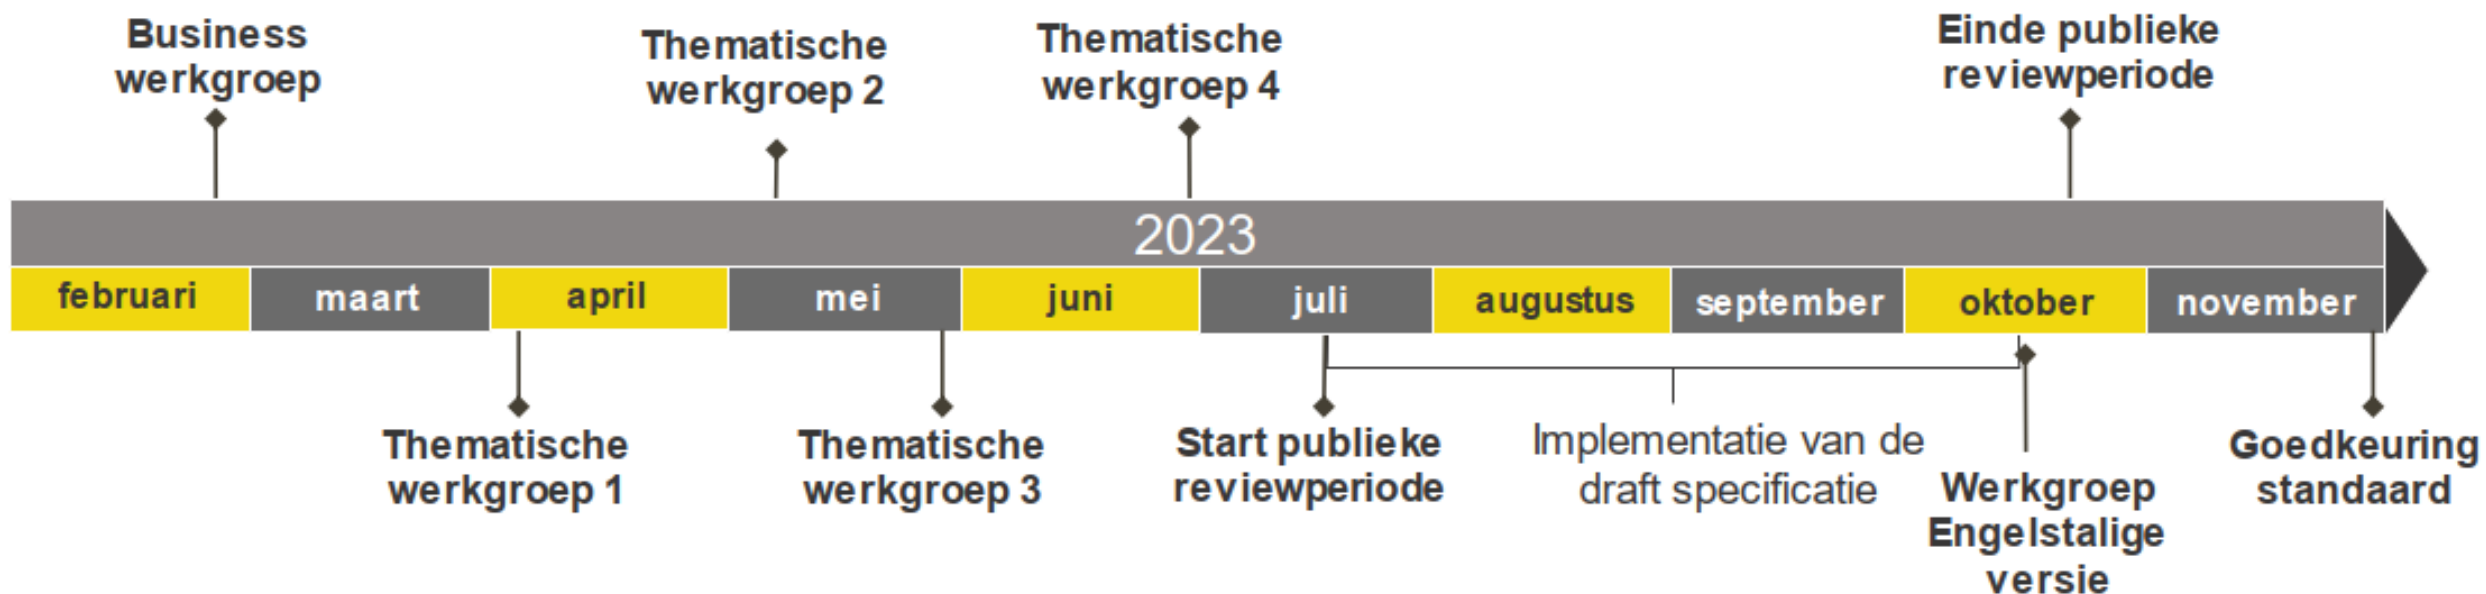 Business
werkgroep
Thematische
werkgroep 2
Thematische
werkgroep 4
Einde publieke
reviewperiode
2023
februari
maart
april
mei
juni
juli
augustus
september
oktober
november
Thematische
werkgroep 1
Thematische
werkgroep 3
Start publieke
reviewperiode
Implementatie van de
draft specificatie
Werkgroep
Engelstalige
versie
Goedkeuring
standaard